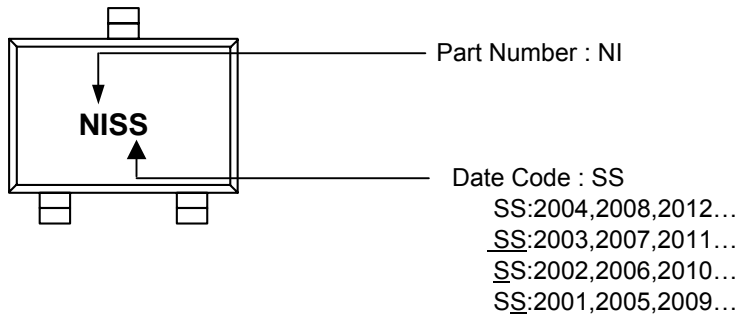 Part Number : NI
NISS
Date Code : SS
SS:2004,2008,2012…
SS:2003,2007,2011…
SS:2002,2006,2010…
SS:2001,2005,2009…